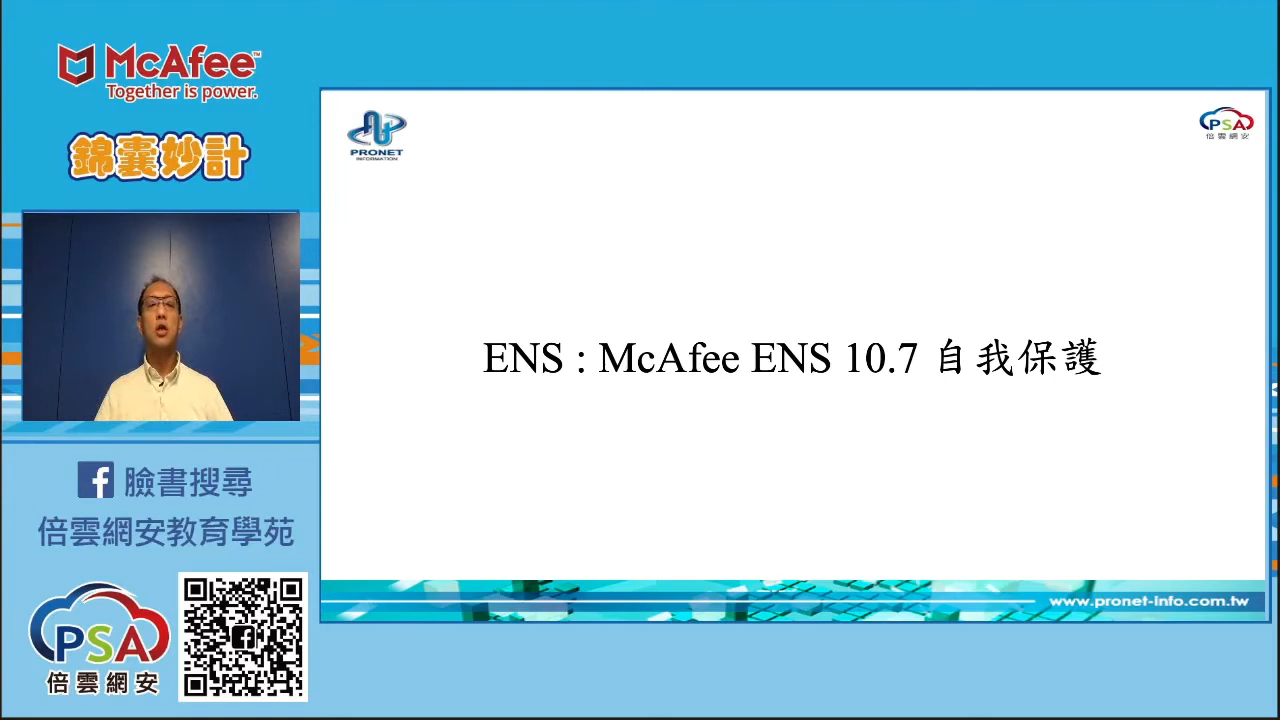 McAfee™
Together is power.
錦囊妙計
臉書搜尋
倍雲網安教育學苑
PSA
倍雲網安
PRONET
INFORMATION
PSA
倍雲網安
ENS : McAfee ENS 10.7 自我保護
www.pronet-info.com.tw